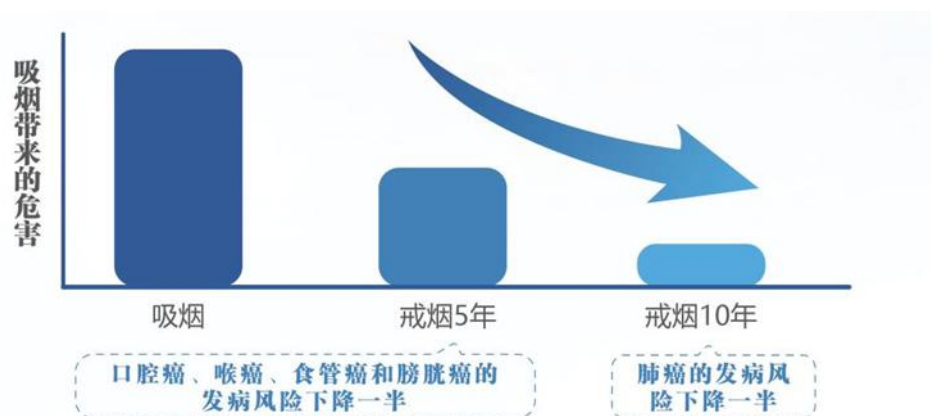 吸烟带来的危害
吸烟
戒烟5年
戒烟10年
口腔癌、喉癌、食管癌和膀胱癌的
发病风险下降一半
肺癌的发病风
险下降一半